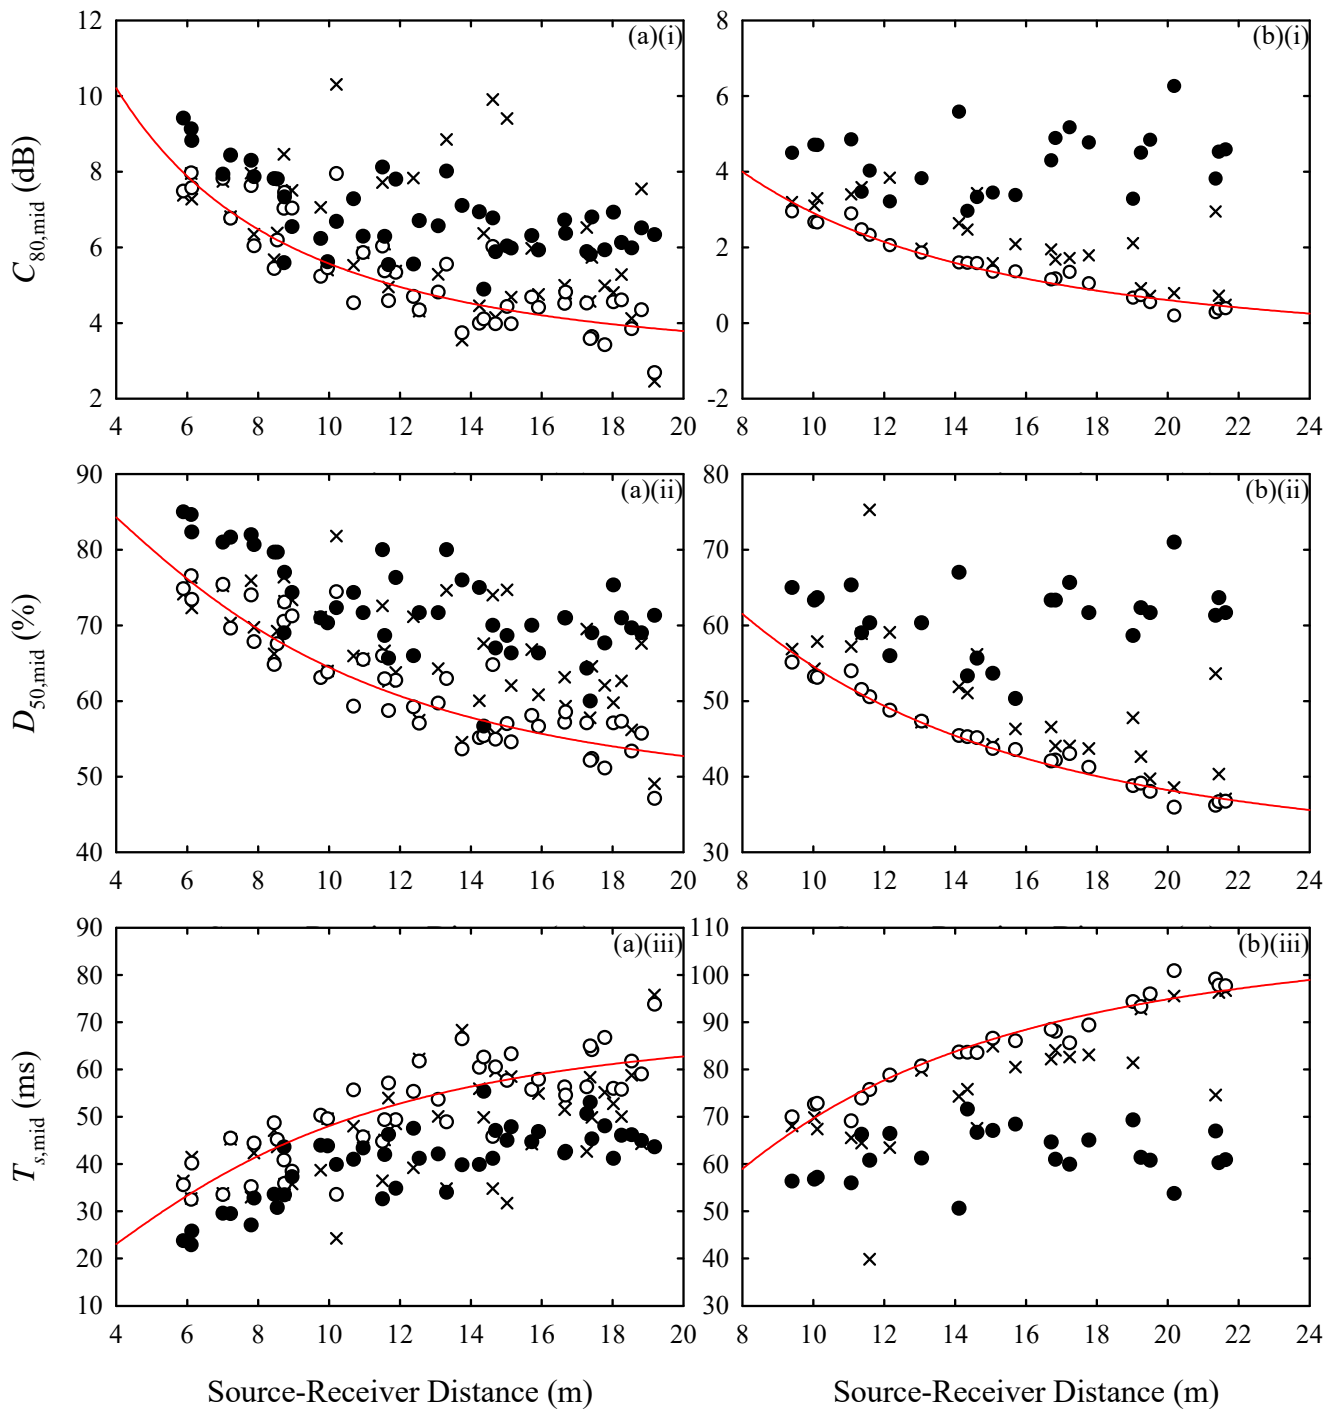 (a)(i)
12
10
8
6
4
2
4 6 8 10 12 14 16 18 20
C80,mid (dB)
(b)(i)
8
6
4
2
0
-2
8 10 12 14 16 18 20 22 24
(a)(ii)
90
80
70
60
50
40
4 6 8 10 12 14 16 18 20
D50,mid (%)
(b)(ii)
80
70
60
50
40
30
8 10 12 14 16 18 20 22 24
(a)(iii)
90
80
70
60
50
40
30
20
10
4 6 8 10 12 14 16 18 20
Ts,mid (ms)
Source-Receiver Distance (m)
(b)(iii)
110
100
90
80
70
60
50
40
30
8 10 12 14 16 18 20 22 24
Source-Receiver Distance (m)